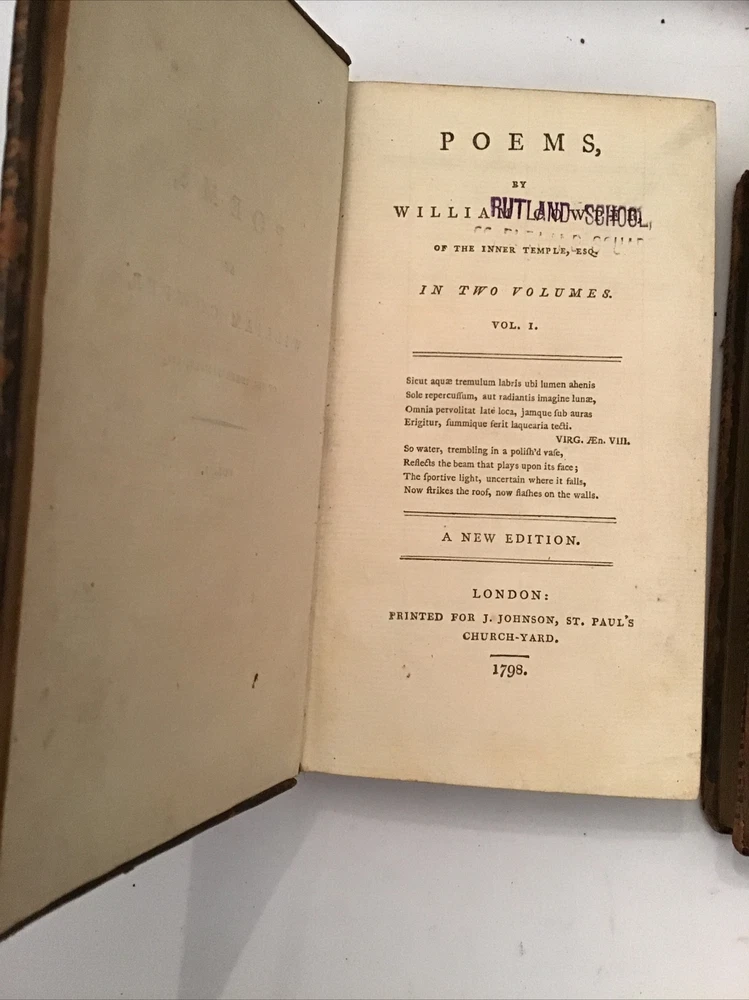 POEMS,
BY
WILLIAM COWPER,
RUTLAND SCHOOL,
OF THE INNER TEMPLE, ESQ.
IN TWO VOLUMES.
VOL. I.
Sicut aquæ tremulum labris ubi lumen ahenis
Sole repercuſſum, aut radiantis imagine lunæ,
Omnia pervolitat latè loca, jamque ſub auras
Erigitur, ſummique ferit laquearia tecti.
VIRG. ÆN. VIII.
So water, trembling in a poliſh'd vaſe,
Reflects the beam that plays upon its face;
The ſportive light, uncertain where it falls,
Now ſtrikes the roof, now flaſhes on the walls.
A NEW EDITION.
LONDON:
PRINTED FOR J. JOHNSON, ST. PAUL'S
CHURCH-YARD.
1798.